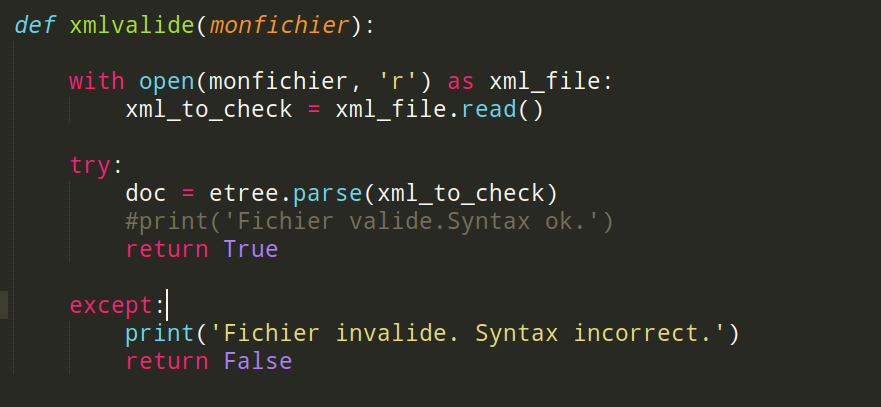 def xmlvalide(monfichier):
with open(monfichier, 'r') as xml_file:
xml_to_check = xml_file.read()
try:
doc = etree.parse(xml_to_check)
#print('Fichier valide.Syntax ok.')
return True
except:
print('Fichier invalide. Syntax incorrect.')
return False